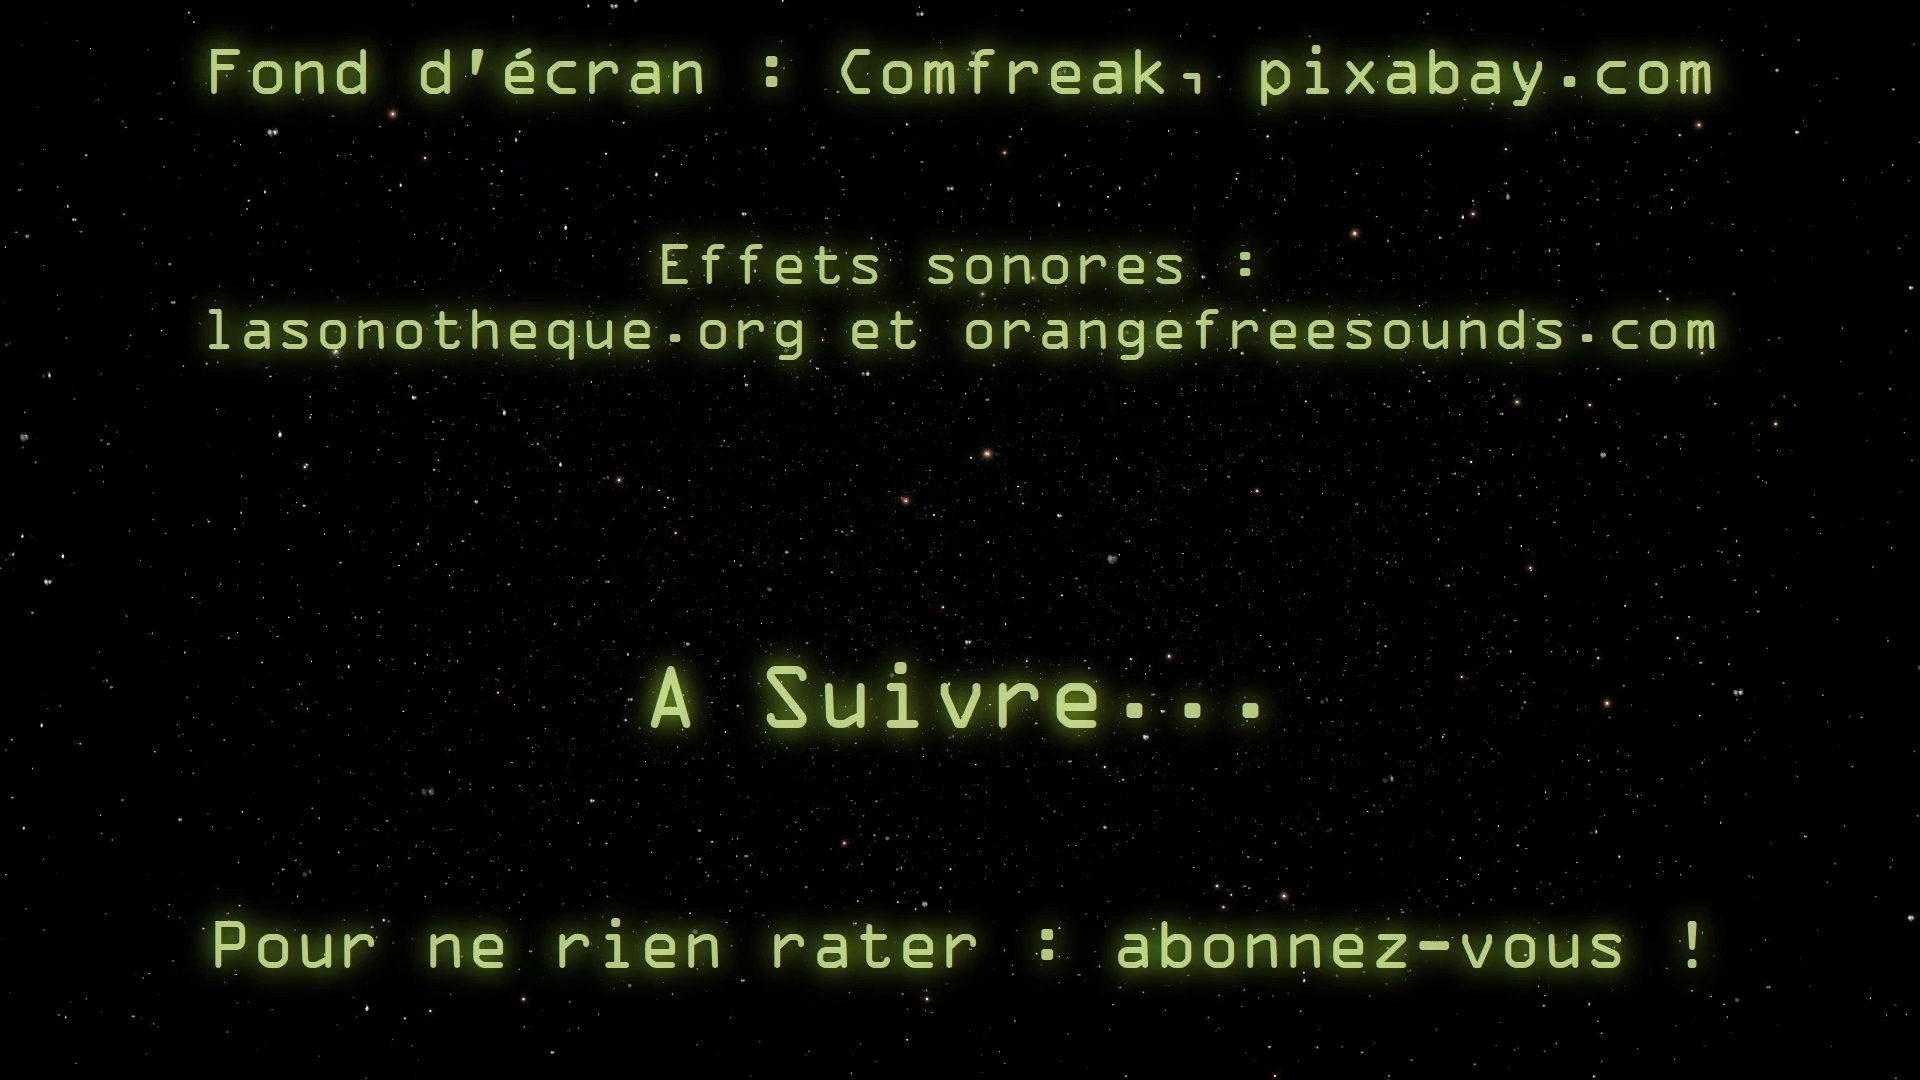 Fond d'écran : Comfreak, pixabay.com
Effets sonores :
lasonotheque.org et orangefreesounds.com
A Suivre...
Pour ne rien rater : abonnez-vous !